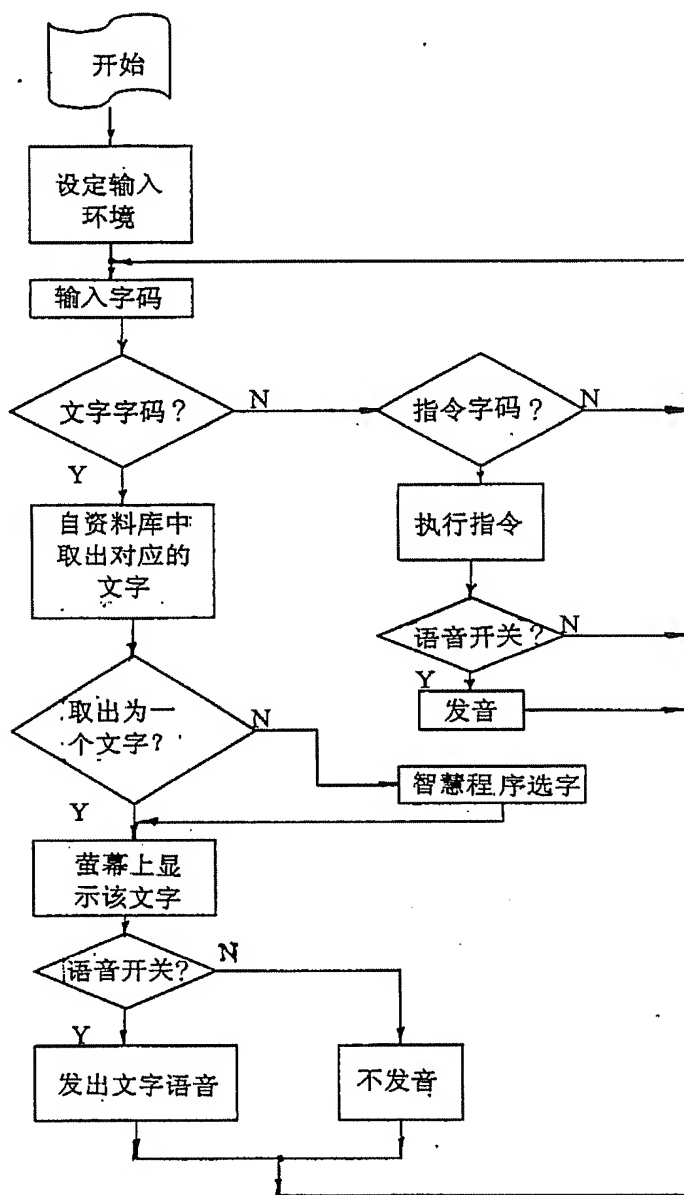 开始
设定输入
环境
输入字码
文字字码？
N
指令字码？
N
Y
自资料库中
取出对应的
文字
执行指令
语音开关？
N
Y
发音
取出为一
个文字？
N
智慧程序选字
Y
萤幕上显
示该文字
语音开关？
N
Y
发出文字语音
不发音